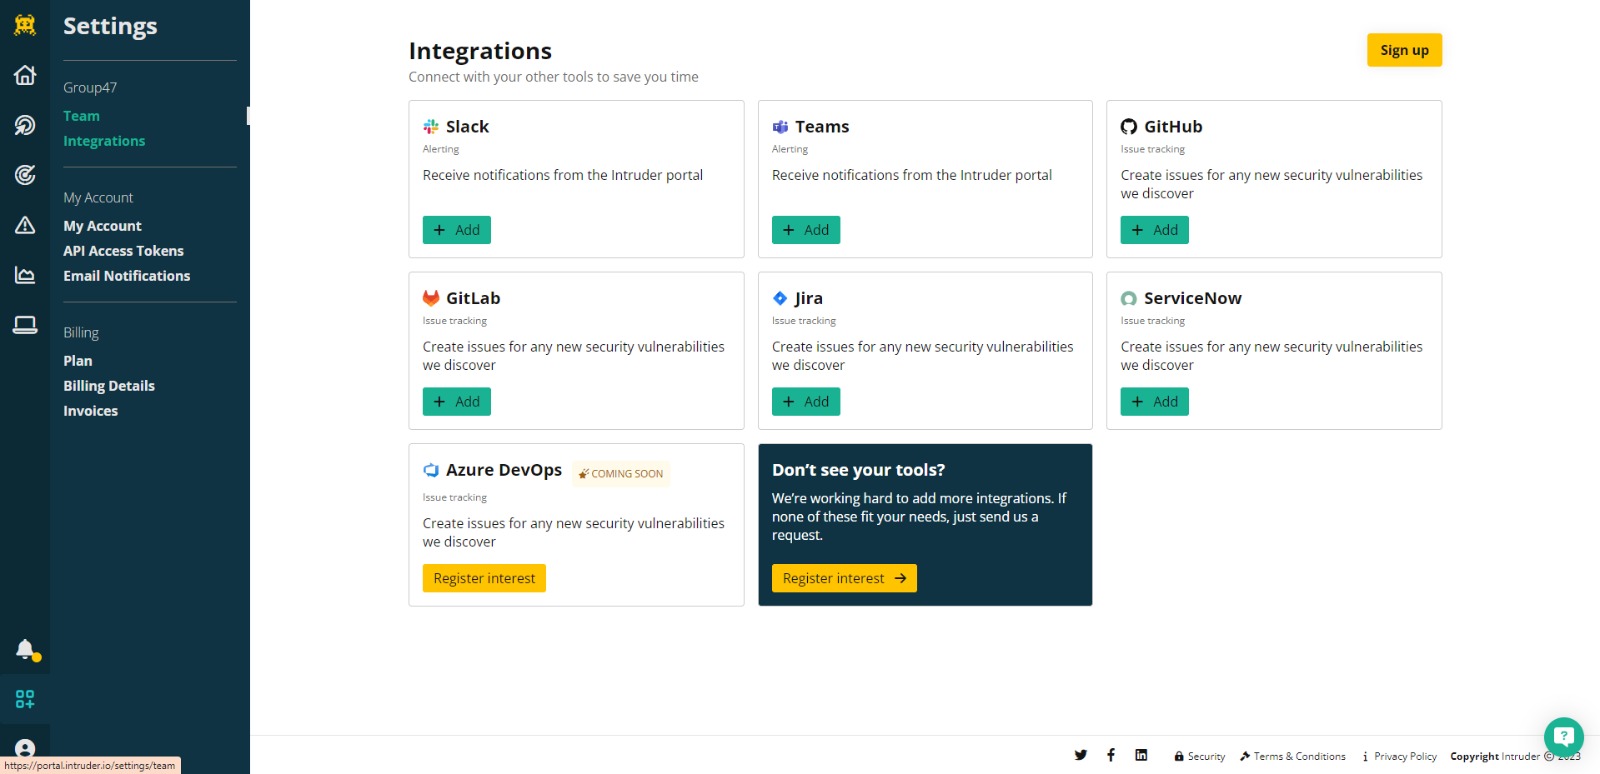 Settings
Group47
Team
Integrations
My Account
My Account
API Access Tokens
Email Notifications
Billing
Plan
Billing Details
Invoices
https://portal.intruder.io/settings/team
Integrations
Connect with your other tools to save you time
Sign up
Slack
Alerting
Receive notifications from the Intruder portal
+ Add
Teams
Alerting
Receive notifications from the Intruder portal
+ Add
GitHub
Issue tracking
Create issues for any new security vulnerabilities
we discover
+ Add
GitLab
Issue tracking
Create issues for any new security vulnerabilities
we discover
+ Add
Jira
Issue tracking
Create issues for any new security vulnerabilities
we discover
+ Add
ServiceNow
Issue tracking
Create issues for any new security vulnerabilities
we discover
+ Add
Azure DevOps COMING SOON
Issue tracking
Create issues for any new security vulnerabilities
we discover
Register interest
Don’t see your tools?
We’re working hard to add more integrations. If
none of these fit your needs, just send us a
request.
Register interest →
Security Terms & Conditions Privacy Policy Copyright Intruder © 2023